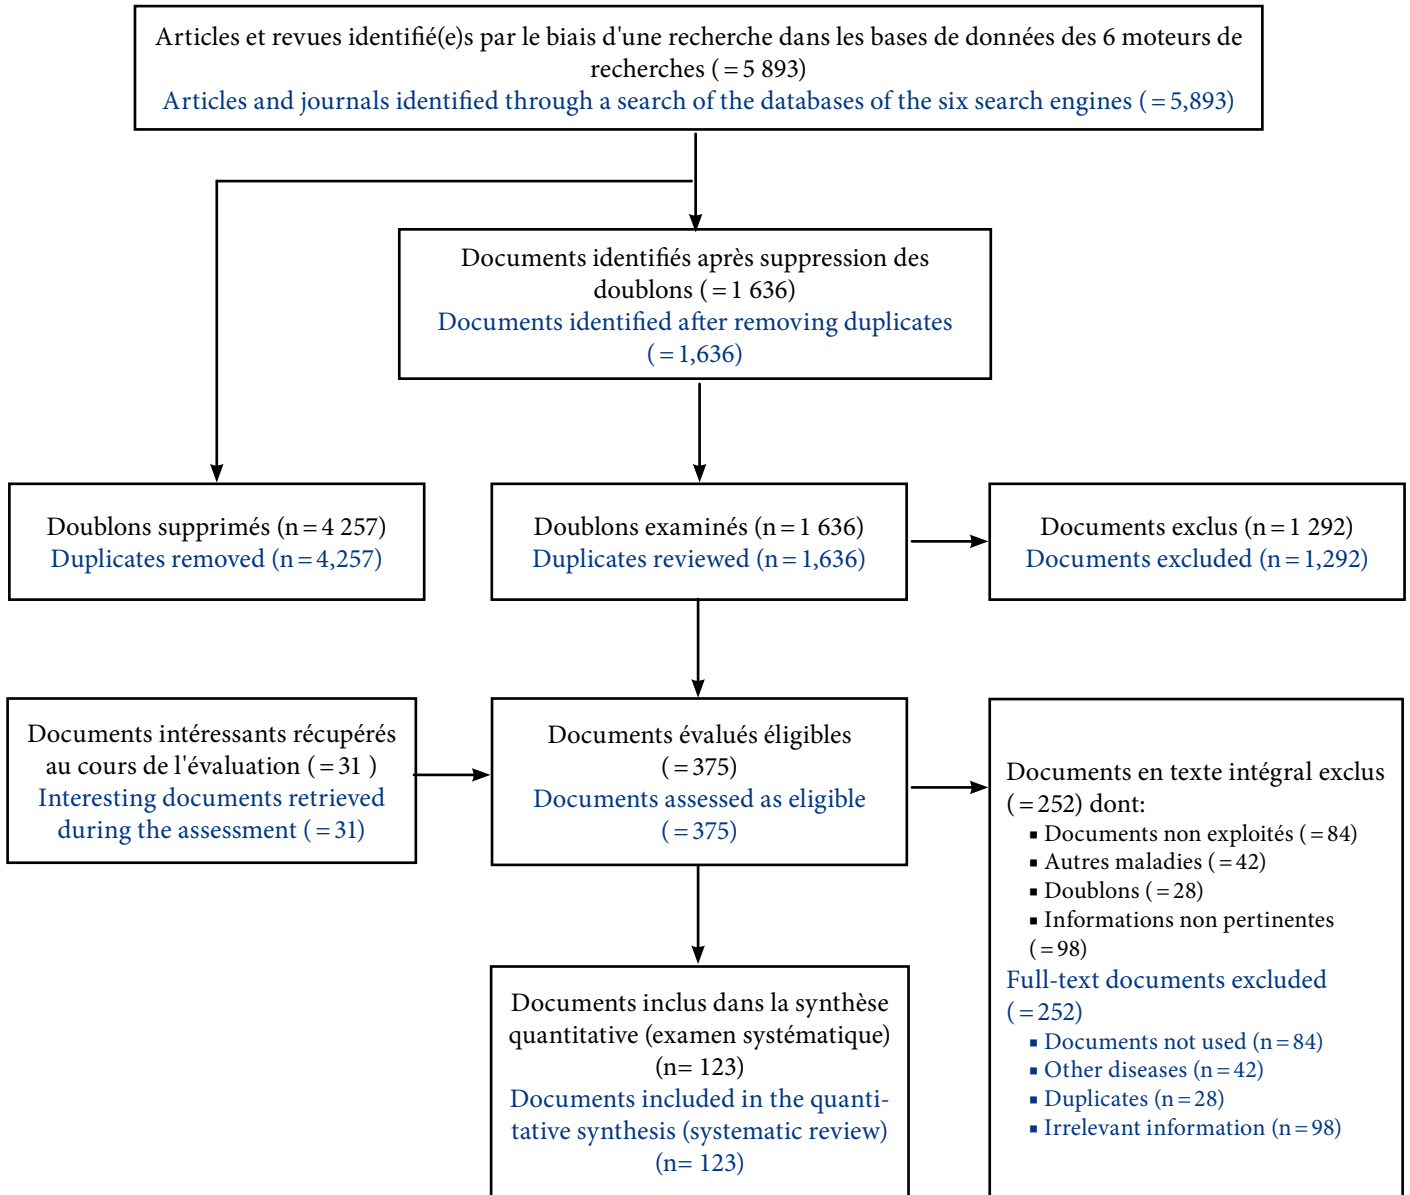 Articles et revues identifié(e)s par le biais d'une recherche dans les bases de données des 6 moteurs de
recherches ( = 5 893)
Articles and journals identified through a search of the databases of the six search engines ( = 5,893)
Documents identifiés après suppression des
doublons ( = 1 636)
Documents identified after removing duplicates
( = 1,636)
Doublons supprimés (n = 4 257)
Duplicates removed (n = 4,257)
Doublons examinés (n = 1 636)
Duplicates reviewed (n = 1,636)
Documents exclus (n = 1 292)
Documents excluded (n = 1,292)
Documents intéressants récupérés
au cours de l'évaluation ( = 31 )
Interesting documents retrieved
during the assessment ( = 31)
Documents évalués éligibles
( = 375)
Documents assessed as eligible
( = 375)
Documents en texte intégral exclus
( = 252) dont:
▪ Documents non exploités ( = 84)
▪ Autres maladies ( = 42)
▪ Doublons ( = 28)
▪ Informations non pertinentes
( = 98)
Full-text documents excluded
( = 252)
▪ Documents not used (n = 84)
▪ Other diseases (n = 42)
▪ Duplicates (n = 28)
▪ Irrelevant information (n = 98)
Documents inclus dans la synthèse
quantitative (examen systématique)
(n= 123)
Documents included in the quanti-
tative synthesis (systematic review)
(n= 123)